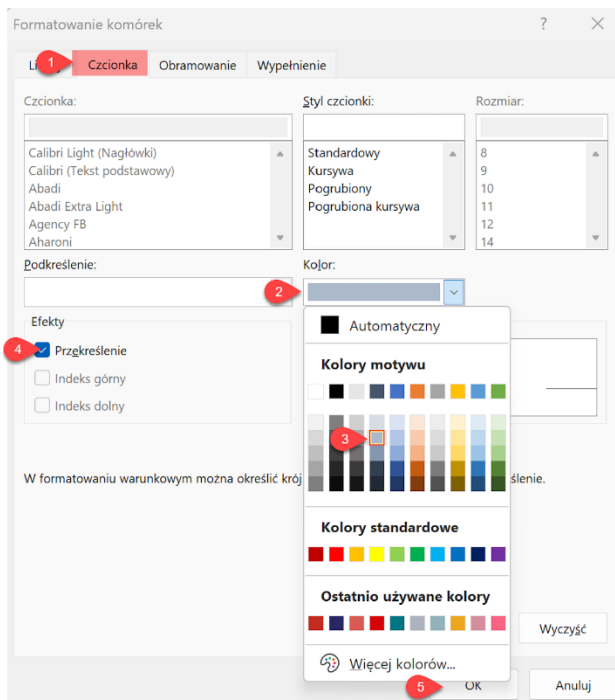 Formatowanie komórek
?
1
Czcionka
Obramowanie
Wypełnienie
Czcionka:
Styl czcionki:
Rozmiar:
Calibri Light (Nagłówki)
Calibri (Tekst podstawowy)
Abadi
Abadi Extra Light
Agency FB
Aharoni
Standardowy
Kursywa
Pogrubiony
Pogrubiona kursywa
8
9
10
11
12
14
Podkreślenie:
Kolor:
2
Efekty
4
Przekreślenie
Indeks górny
Indeks dolny
Automatyczny
Kolory motywu
3
W formatowaniu warunkowym można określić krój
ślenie.
Kolory standardowe
Ostatnio używane kolory
Więcej kolorów...
Wyczyść
5
OK
Anuluj